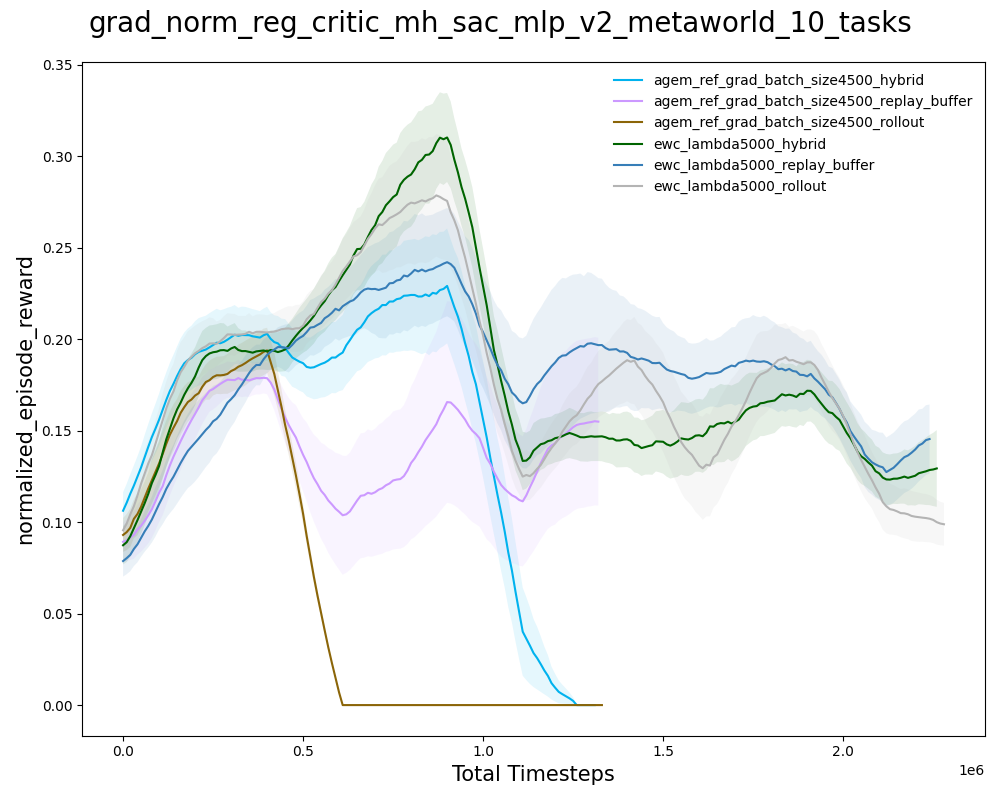 grad_norm_reg_critic_mh_sac_mlp_v2_metaworld_10_tasks
normalized_episode_reward
0.35
0.30
0.25
0.20
0.15
0.10
0.05
0.00
agem_ref_grad_batch_size4500_hybrid
agem_ref_grad_batch_size4500_replay_buffer
agem_ref_grad_batch_size4500_rollout
ewc_lambda5000_hybrid
ewc_lambda5000_replay_buffer
ewc_lambda5000_rollout
0.0 0.5 1.0 1.5 2.0
1e6
Total Timesteps